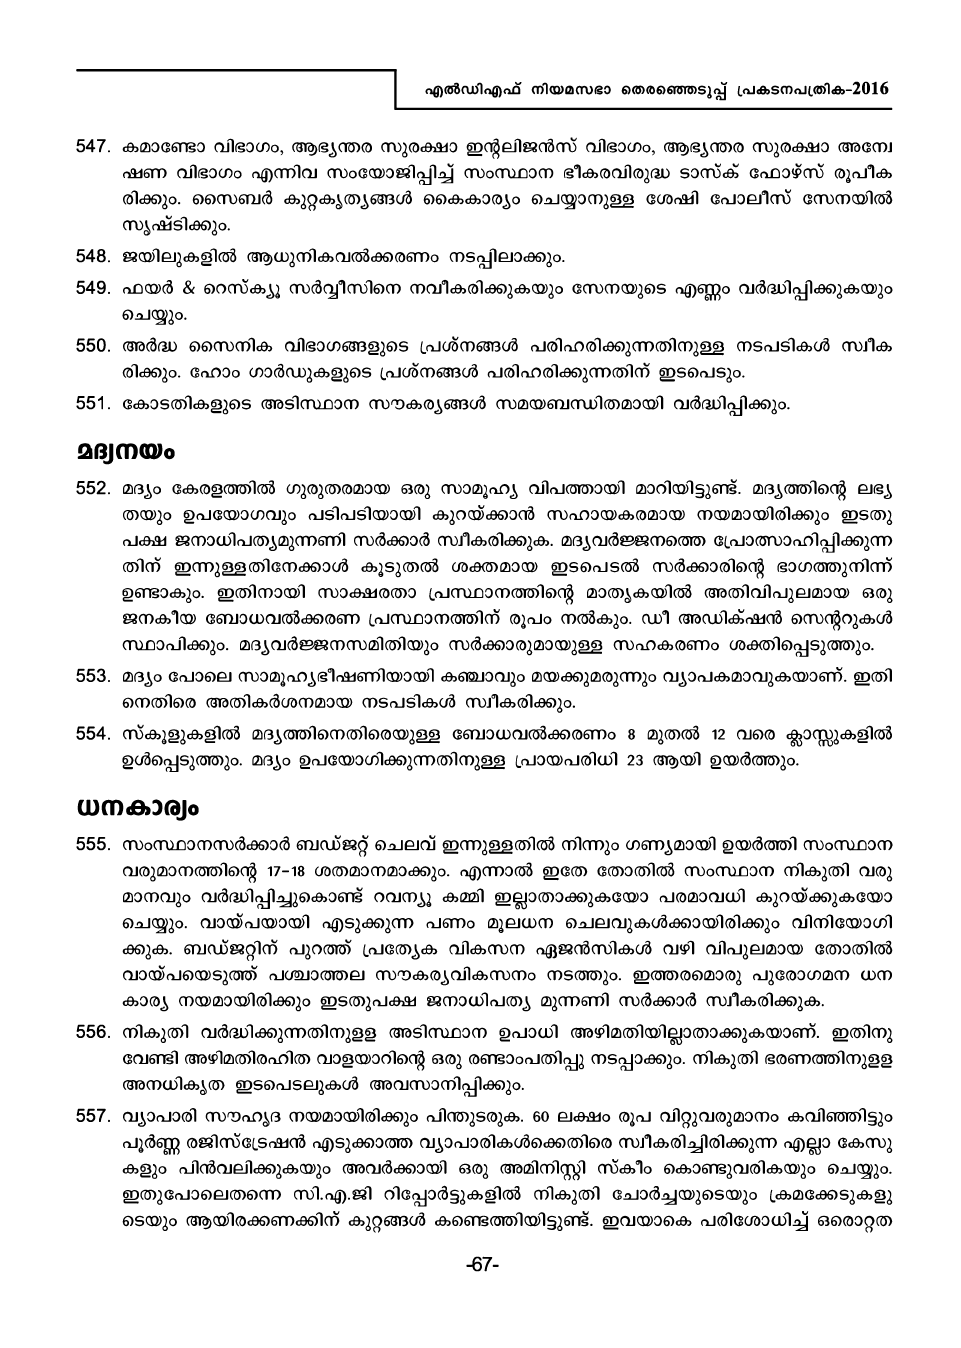 എൽഡിഎഫ് നിയമസഭാ തെരഞ്ഞെടുപ്പ് പ്രകടനപത്രിക-2016
547. കമാണ്ടോ വിഭാഗം, ആഭ്യന്തര സുരക്ഷാ ഇന്റലിജൻസ് വിഭാഗം, ആഭ്യന്തര സുരക്ഷാ അന്വേ
ഷണ വിഭാഗം എന്നിവ സംയോജിപ്പിച്ച് സംസ്ഥാന ഭീകരവിരുദ്ധ ടാസ്ക് ഫോഴ്സ് രൂപീക
രിക്കും. സൈബർ കുറ്റകൃത്യങ്ങൾ കൈകാര്യം ചെയ്യാനുള്ള ശേഷി പോലീസ് സേനയിൽ
സൃഷ്ടിക്കും.
548. ജയിലുകളിൽ ആധുനികവൽക്കരണം നടപ്പിലാക്കും.
549. ഫയർ & റെസ്ക്യൂ സർവ്വീസിനെ നവീകരിക്കുകയും സേനയുടെ എണ്ണം വർദ്ധിപ്പിക്കുകയും
ചെയ്യും.
550. അർദ്ധ സൈനിക വിഭാഗങ്ങളുടെ പ്രശ്നങ്ങൾ പരിഹരിക്കുന്നതിനുള്ള നടപടികൾ സ്വീക
രിക്കും. ഹോം ഗാർഡുകളുടെ പ്രശ്നങ്ങൾ പരിഹരിക്കുന്നതിന് ഇടപെടും.
551. കോടതികളുടെ അടിസ്ഥാന സൗകര്യങ്ങൾ സമയബന്ധിതമായി വർദ്ധിപ്പിക്കും.
മദ്യനയം
552. മദ്യം കേരളത്തിൽ ഗുരുതരമായ ഒരു സാമൂഹ്യ വിപത്തായി മാറിയിട്ടുണ്ട്. മദ്യത്തിന്റെ ലഭ്യ
തയും ഉപയോഗവും പടിപടിയായി കുറയ്ക്കാൻ സഹായകരമായ നയമായിരിക്കും ഇടതു
പക്ഷ ജനാധിപത്യമുന്നണി സർക്കാർ സ്വീകരിക്കുക. മദ്യവർജ്ജനത്തെ പ്രോത്സാഹിപ്പിക്കുന്ന
തിന് ഇന്നുള്ളതിനേക്കാൾ കൂടുതൽ ശക്തമായ ഇടപെടൽ സർക്കാരിന്റെ ഭാഗത്തുനിന്ന്
ഉണ്ടാകും. ഇതിനായി സാക്ഷരതാ പ്രസ്ഥാനത്തിന്റെ മാതൃകയിൽ അതിവിപുലമായ ഒരു
ജനകീയ ബോധവൽക്കരണ പ്രസ്ഥാനത്തിന് രൂപം നൽകും. ഡീ അഡിക്ഷൻ സെന്ററുകൾ
സ്ഥാപിക്കും. മദ്യവർജ്ജനസമിതിയും സർക്കാരുമായുള്ള സഹകരണം ശക്തിപ്പെടുത്തും.
553. മദ്യം പോലെ സാമൂഹ്യഭീഷണിയായി കഞ്ചാവും മയക്കുമരുന്നും വ്യാപകമാവുകയാണ്. ഇതി
നെതിരെ അതികർശനമായ നടപടികൾ സ്വീകരിക്കും.
554. സ്കൂളുകളിൽ മദ്യത്തിനെതിരെയുള്ള ബോധവൽക്കരണം 8 മുതൽ 12 വരെ ക്ലാസ്സുകളിൽ
ഉൾപ്പെടുത്തും. മദ്യം ഉപയോഗിക്കുന്നതിനുള്ള പ്രായപരിധി 23 ആയി ഉയർത്തും.
ധനകാര്യം
555. സംസ്ഥാനസർക്കാർ ബഡ്ജറ്റ് ചെലവ് ഇന്നുള്ളതിൽ നിന്നും ഗണ്യമായി ഉയർത്തി സംസ്ഥാന
വരുമാനത്തിന്റെ 17-18 ശതമാനമാക്കും. എന്നാൽ ഇതേ തോതിൽ സംസ്ഥാന നികുതി വരു
മാനവും വർദ്ധിപ്പിച്ചുകൊണ്ട് റവന്യൂ കമ്മി ഇല്ലാതാക്കുകയോ പരമാവധി കുറയ്ക്കുകയോ
ചെയ്യും. വായ്പയായി എടുക്കുന്ന പണം മൂലധന ചെലവുകൾക്കായിരിക്കും വിനിയോഗി
ക്കുക. ബഡ്ജറ്റിന് പുറത്ത് പ്രത്യേക വികസന ഏജൻസികൾ വഴി വിപുലമായ തോതിൽ
വായ്പയെടുത്ത് പശ്ചാത്തല സൗകര്യവികസനം നടത്തും. ഇത്തരമൊരു പുരോഗമന ധന
കാര്യ നയമായിരിക്കും ഇടതുപക്ഷ ജനാധിപത്യ മുന്നണി സർക്കാർ സ്വീകരിക്കുക.
556. നികുതി വർദ്ധിക്കുന്നതിനുളള അടിസ്ഥാന ഉപാധി അഴിമതിയില്ലാതാക്കുകയാണ്. ഇതിനു
വേണ്ടി അഴിമതിരഹിത വാളയാറിന്റെ ഒരു രണ്ടാംപതിപ്പു നടപ്പാക്കും. നികുതി ഭരണത്തിനുളള
അനധികൃത ഇടപെടലുകൾ അവസാനിപ്പിക്കും.
557. വ്യാപാരി സൗഹൃദ നയമായിരിക്കും പിന്തുടരുക. 60 ലക്ഷം രൂപ വിറ്റുവരുമാനം കവിഞ്ഞിട്ടും
പൂർണ്ണ രജിസ്ട്രേഷൻ എടുക്കാത്ത വ്യാപാരികൾക്കെതിരെ സ്വീകരിച്ചിരിക്കുന്ന എല്ലാ കേസു
കളും പിൻവലിക്കുകയും അവർക്കായി ഒരു അമിനിസ്റ്റി സ്കീം കൊണ്ടുവരികയും ചെയ്യും.
ഇതുപോലെതന്നെ സി.എ.ജി റിപ്പോർട്ടുകളിൽ നികുതി ചോർച്ചയുടെയും ക്രമക്കേടുകളു
ടെയും ആയിരക്കണക്കിന് കുറ്റങ്ങൾ കണ്ടെത്തിയിട്ടുണ്ട്. ഇവയാകെ പരിശോധിച്ച് ഒരൊറ്റത
-67-